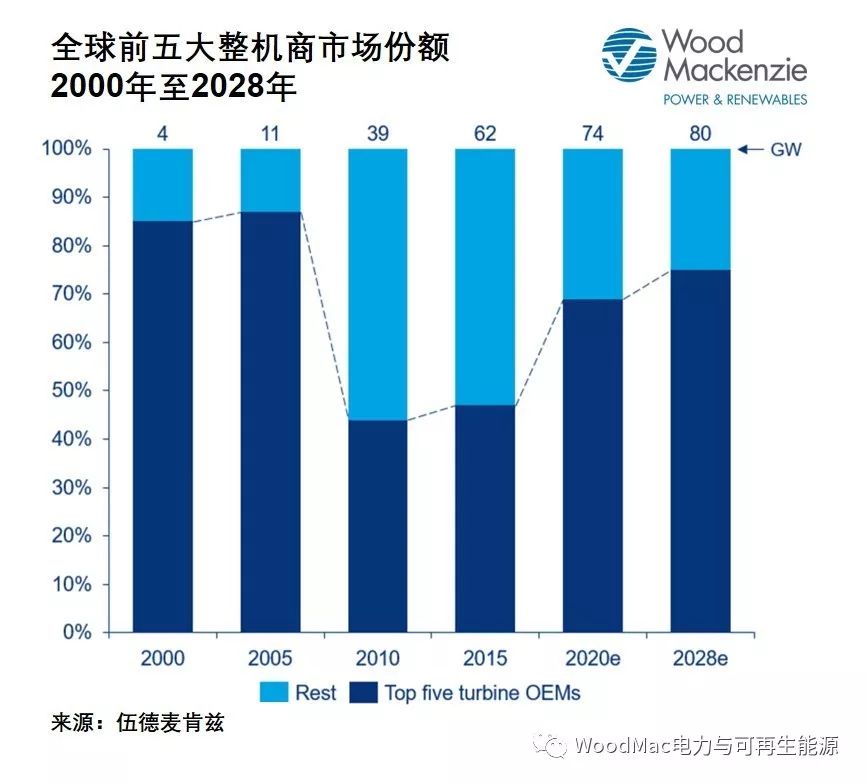 全球前五大整机商市场份额
2000年至2028年
Wood
Mackenzie
POWER & RENEWABLES
4 11 39 62 74 80
GW
100%
90%
80%
70%
60%
50%
40%
30%
20%
10%
0%
2000 2005 2010 2015 2020e 2028e
Rest Top five turbine OEMs
来源：伍德麦肯兹
WoodMac电力与可再生能源